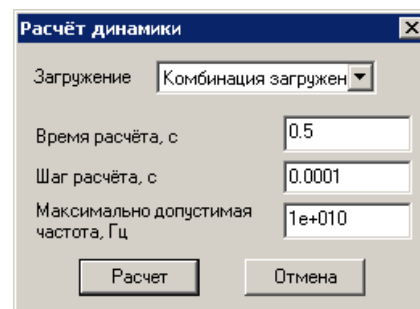 Расчёт динамики
Загружение Комбинация загружен
Время расчёта, с 0.5
Шаг расчёта, с 0.0001
Максимально допустимая
частота, Гц 1e+010
Расчет Отмена